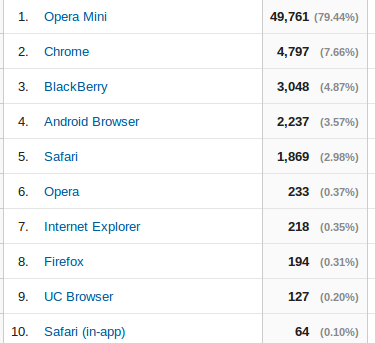 1. Opera Mini 49,761 (79.44%)
2. Chrome 4,797 (7.66%)
3. BlackBerry 3,048 (4.87%)
4. Android Browser 2,237 (3.57%)
5. Safari 1,869 (2.98%)
6. Opera 233 (0.37%)
7. Internet Explorer 218 (0.35%)
8. Firefox 194 (0.31%)
9. UC Browser 127 (0.20%)
10. Safari (in-app) 64 (0.10%)